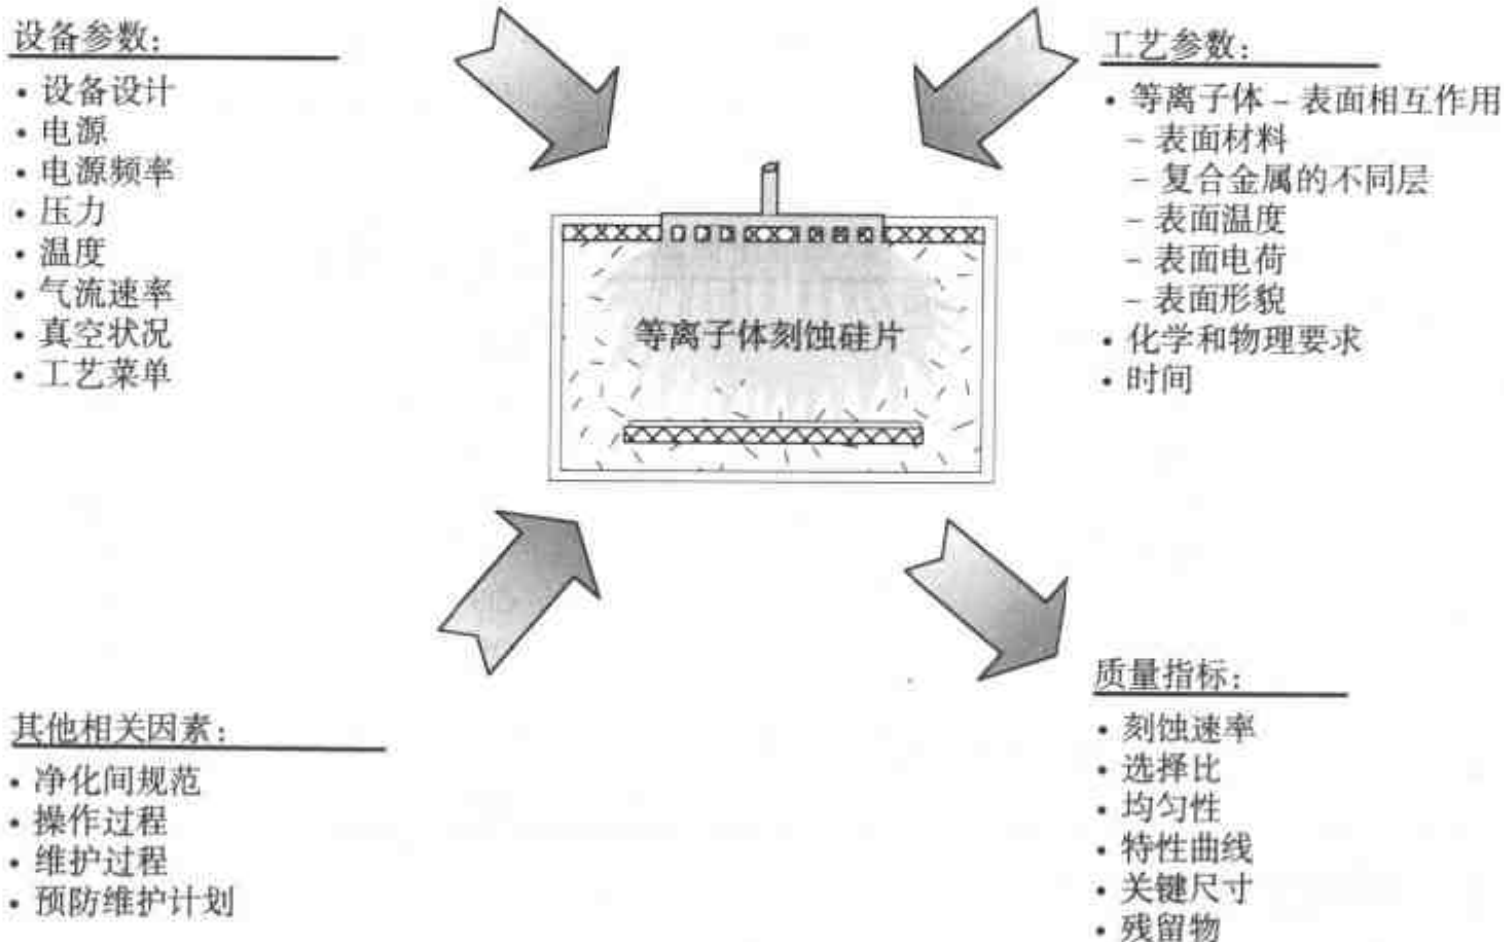 设备参数:
• 设备设计
• 电源
• 电源频率
• 压力
• 温度
• 气流速率
• 真空状况
• 工艺菜单
工艺参数:
• 等离子体 – 表面相互作用
– 表面材料
– 复合金属的不同层
– 表面温度
– 表面电荷
– 表面形貌
• 化学和物理要求
• 时间
等离子体刻蚀硅片
其他相关因素:
• 净化间规范
• 操作过程
• 维护过程
• 预防维护计划
质量指标:
• 刻蚀速率
• 选择比
• 均匀性
• 特性曲线
• 关键尺寸
• 残留物